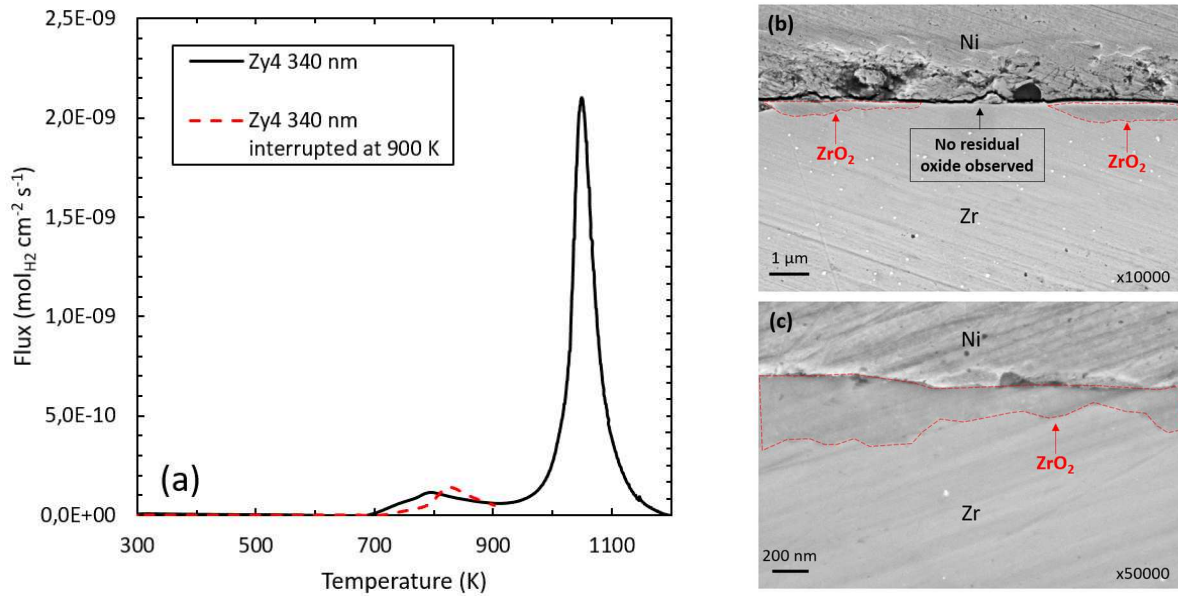 2,5E-09
2,0E-09
1,5E-09
1,0E-09
5,0E-10
0,0E+00
Flux (mol_H2 cm⁻² s⁻¹)
Zy4 340 nm
Zy4 340 nm
interrupted at 900 K
(a)
300
500
700
900
1100
Temperature (K)
(b)
Ni
ZrO₂
No residual
oxide observed
ZrO₂
Zr
1 µm
x10000
(c)
Ni
ZrO₂
Zr
200 nm
x50000